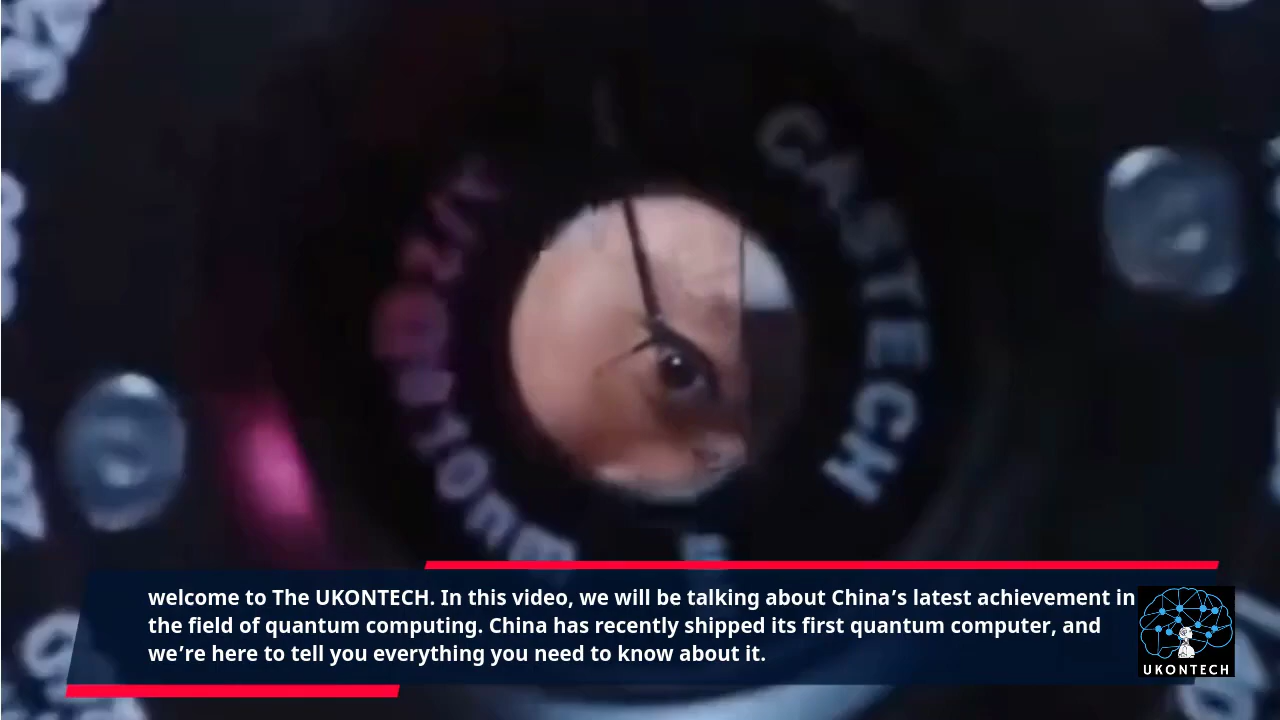 CASTECH
λ/2@810nm
welcome to The UKONTECH. In this video, we will be talking about China’s latest achievement in
the field of quantum computing. China has recently shipped its first quantum computer, and
we’re here to tell you everything you need to know about it.
UKONTECH